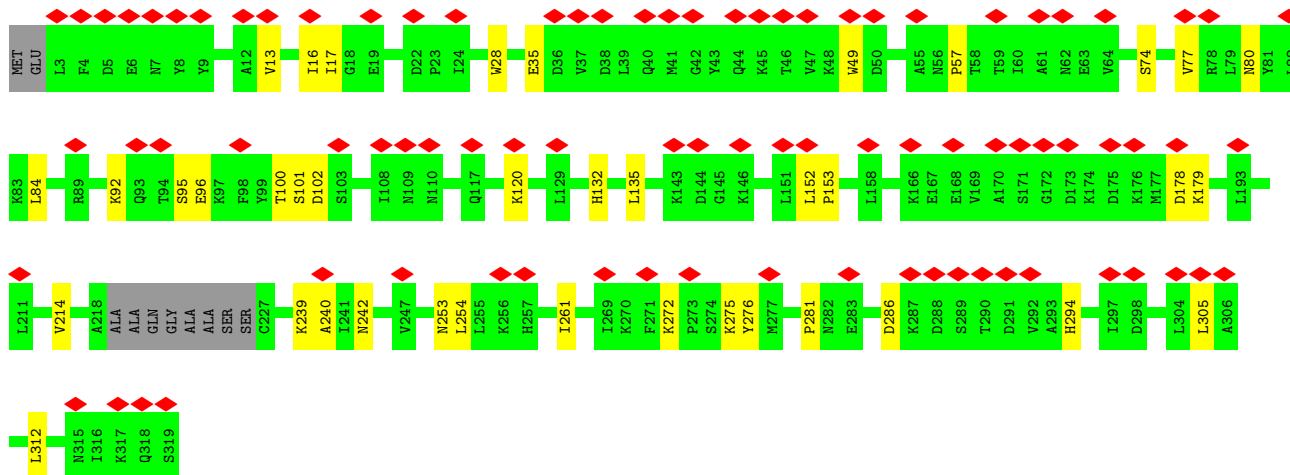 MET GLU L3 F4 D5 E6 N7 Y8 Y9 A12 V13 I16 I17 G18 E19 D22 P23 I24 W28 E35 D36 V37 D38 L39 Q40 M41 G42 Y43 Q44 K45 T46 V47 K48 W49 D50 A55 N56 P57 T58 T59 I60 A61 N62 E63 V64 S74 V77 R78 L79 N80 Y81
K83 L84 R89 K92 Q93 T94 S95 E96 K97 F98 Y99 T100 S101 D102 S103 I108 N109 N110 Q117 K120 L129 H132 L135 K143 D144 G145 K146 L151 L152 P153 L158 K166 E167 E168 V169 A170 S171 G172 D173 K174 D175 K176 M177 D178 K179 L193
L211 V214 A218 ALA ALA GLN GLY ALA ALA SER SER C227 K239 A240 I241 N242 V247 N253 L254 L255 K256 H257 I261 I269 K270 F271 K272 P273 S274 K275 Y276 M277 P281 N282 E283 D286 K287 D288 S289 T290 D291 V292 A293 H294 I297 D298 L304 L305 A306
L312 N315 I316 K317 Q318 S319